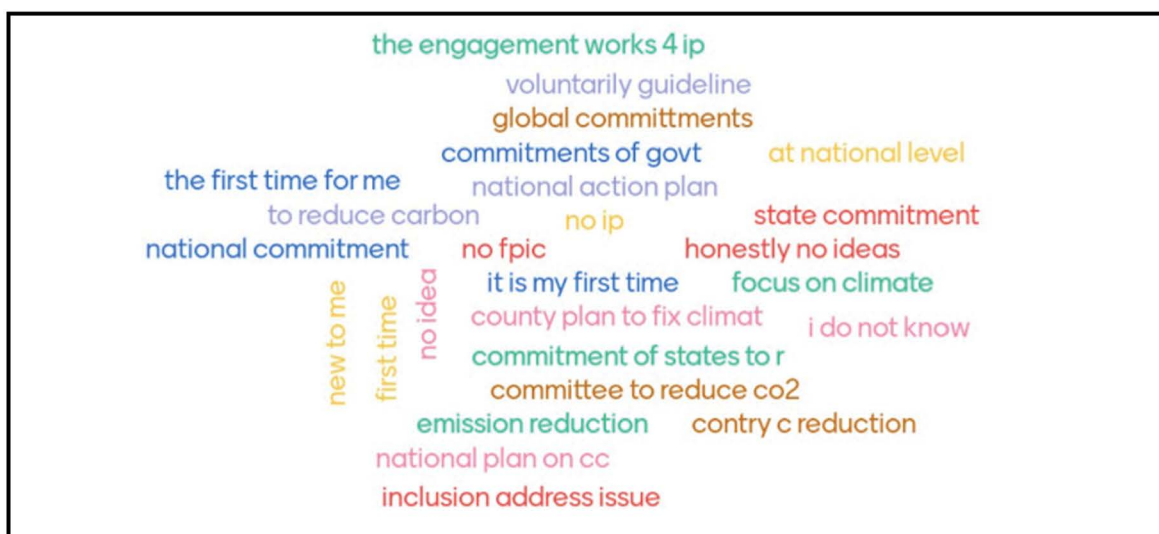 the engagement works 4 ip
voluntarily guideline
global committments
commitments of govt
at national level
the first time for me
national action plan
to reduce carbon
no ip
state commitment
national commitment
no fpic
honestly no ideas
it is my first time
focus on climate
new to me
first time
no idea
county plan to fix climat
i do not know
commitment of states to r
committee to reduce co2
emission reduction
contry c reduction
national plan on cc
inclusion address issue